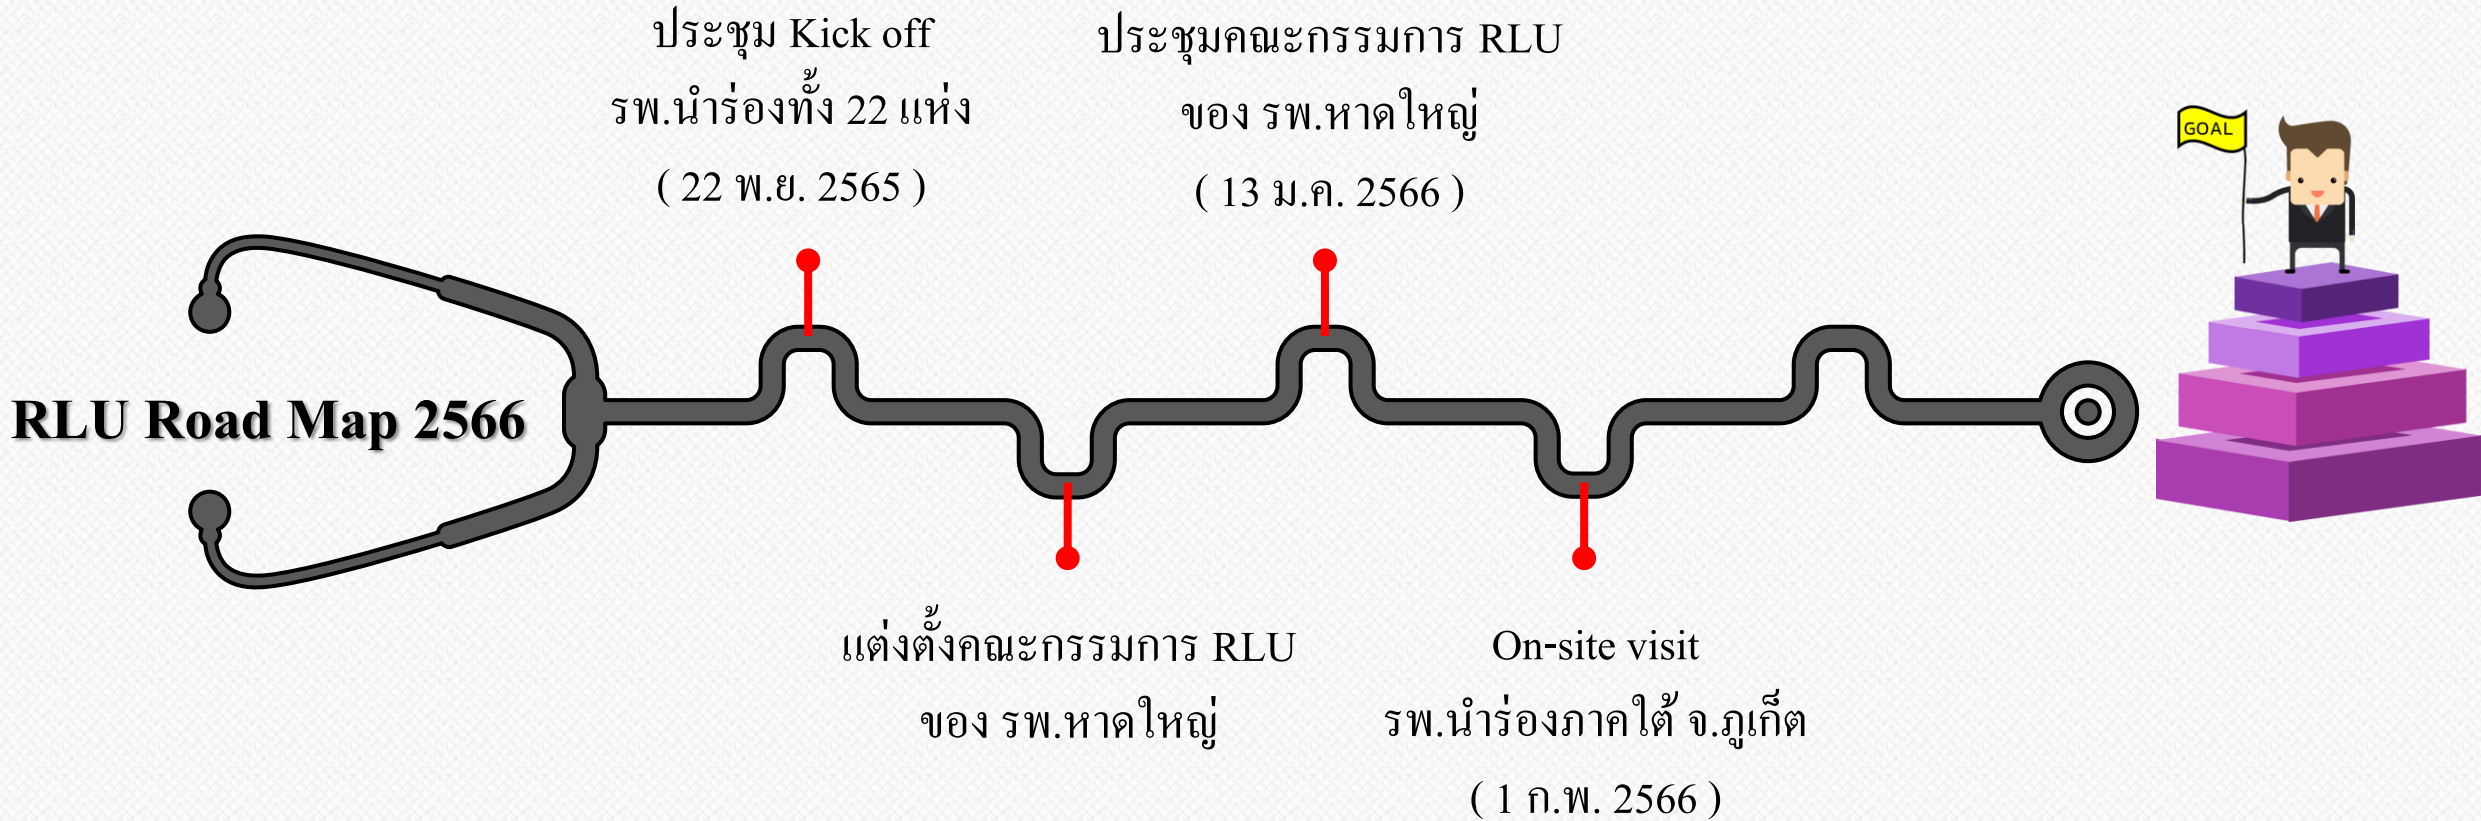 RLU Road Map 2566
ประชุม Kick off
รพ.นำร่องทั้ง 22 แห่ง
( 22 พ.ย. 2565 )
แต่งตั้งคณะกรรมการ RLU
ของ รพ.หาดใหญ่
ประชุมคณะกรรมการ RLU
ของ รพ.หาดใหญ่
( 13 ม.ค. 2566 )
On-site visit
รพ.นำร่องภาคใต้ จ.ภูเก็ต
( 1 ก.พ. 2566 )
GOAL